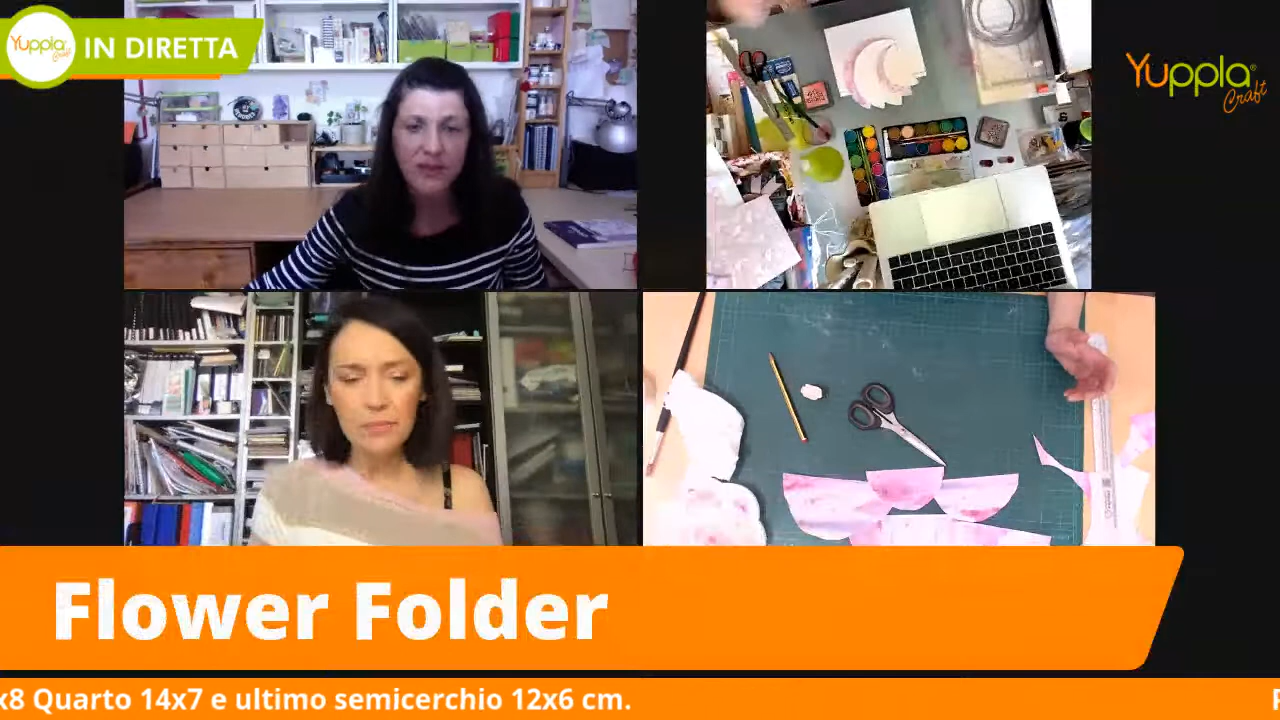 Yuppla Craft
IN DIRETTA
Yuppla® Craft
Flower Folder
x8 Quarto 14x7 e ultimo semicerchio 12x6 cm.